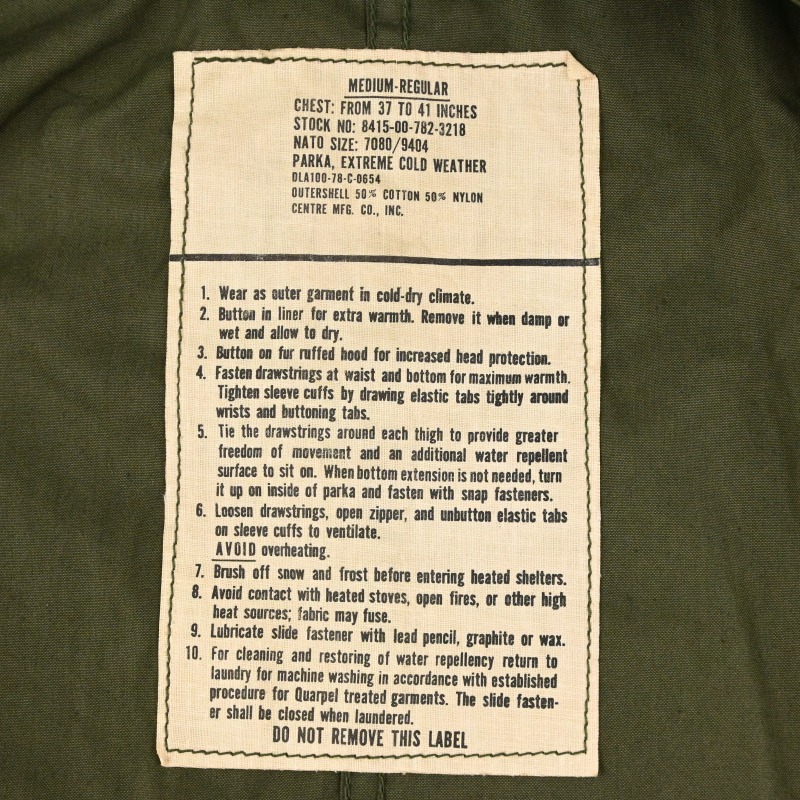 MEDIUM-REGULAR
CHEST: FROM 37 TO 41 INCHES
STOCK NO: 8415-00-782-3218
NATO SIZE: 7080/9404
PARKA, EXTREME COLD WEATHER
DLA100-78-C-0654
OUTERSHELL 50% COTTON 50% NYLON
CENTRE MFG. CO., INC.
1. Wear as outer garment in cold-dry climate.
2. Button in liner for extra warmth. Remove it when damp or
wet and allow to dry.
3. Button on fur ruffed hood for increased head protection.
4. Fasten drawstrings at waist and bottom for maximum warmth.
Tighten sleeve cuffs by drawing elastic tabs tightly around
wrists and buttoning tabs.
5. Tie the drawstrings around each thigh to provide greater
freedom of movement and an additional water repellent
surface to sit on. When bottom extension is not needed, turn
it up on inside of parka and fasten with snap fasteners.
6. Loosen drawstrings, open zipper, and unbutton elastic tabs
on sleeve cuffs to ventilate.
AVOID overheating.
7. Brush off snow and frost before entering heated shelters.
8. Avoid contact with heated stoves, open fires, or other high
heat sources; fabric may fuse.
9. Lubricate slide fastener with lead pencil, graphite or wax.
10. For cleaning and restoring of water repellency return to
laundry for machine washing in accordance with established
procedure for Quarpel treated garments. The slide fasten-
er shall be closed when laundered.
DO NOT REMOVE THIS LABEL